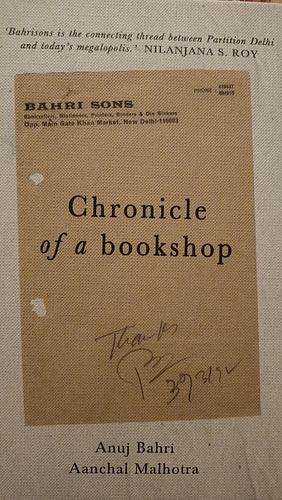 'Bahrisons is the connecting thread between Partition Delhi
and today's megalopolis.' NILANJANA S. ROY
PHONE
BAHRI SONS
Booksellers, Stationers, Printers, Binders & Die Sinkers
Opp. Main Gate Khan Market, New Delhi-110003
Chronicle
of a bookshop
Thanks
Anuj Bahri
Aanchal Malhotra